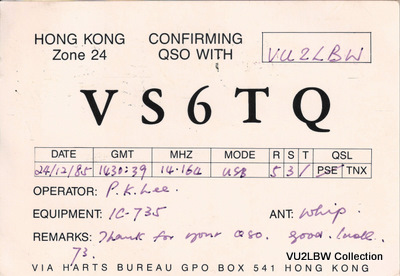 HONG KONG CONFIRMING
Zone 24 QSO WITH VU2LBW
VS6TQ
DATE GMT MHZ MODE R S T QSL
24/12/85 1430:39 14.164 USB 5 3 / PSE TNX
OPERATOR: P.K. Lee.
EQUIPMENT: IC-735 ANT: Whip.
REMARKS: Thank for your QSO. Good luck.
73.
VIA HARTS BUREAU GPO BOX 541 HONG KONG
VU2LBW Collection